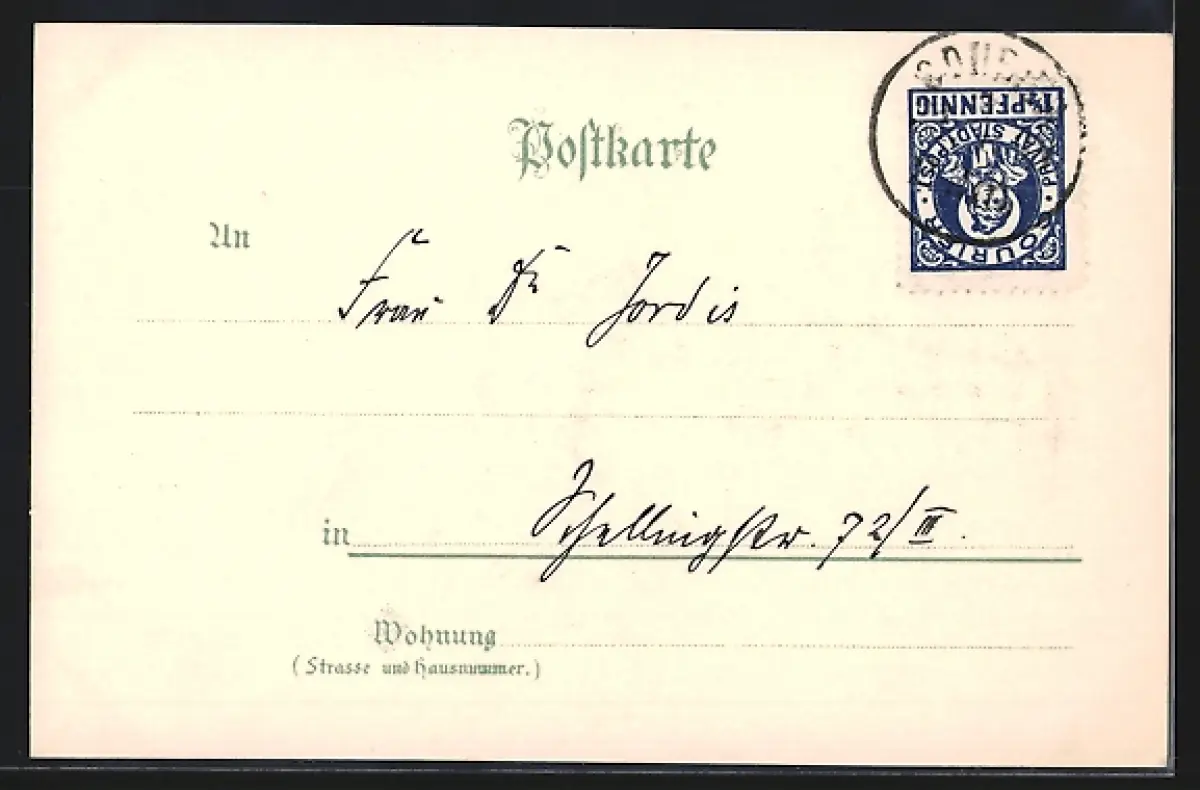 Postkarte
1½ PFENNIG
PRIVAT STADTPOST
COURIER
COURI
An
Frau Dr Jordis
in Schellingstr. 72/III.
Wohnung
(Strasse und Hausnummer.)